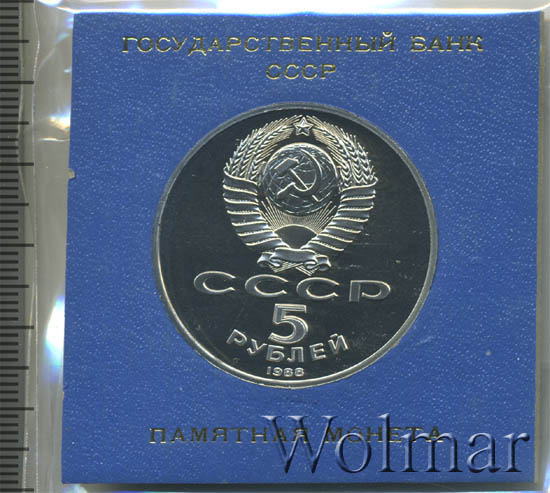 ГОСУДАРСТВЕННЫЙ БАНК
СССР
СССР
5
РУБЛЕЙ
1988
ПАМЯТНАЯ МОНЕТА
Wolmar